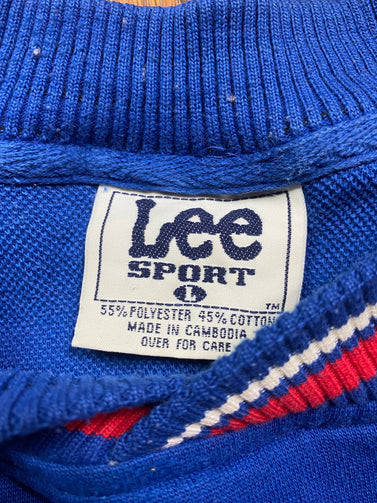 Lee
SPORT
L
TM
55% POLYESTER 45% COTTON
MADE IN CAMBODIA
OVER FOR CARE